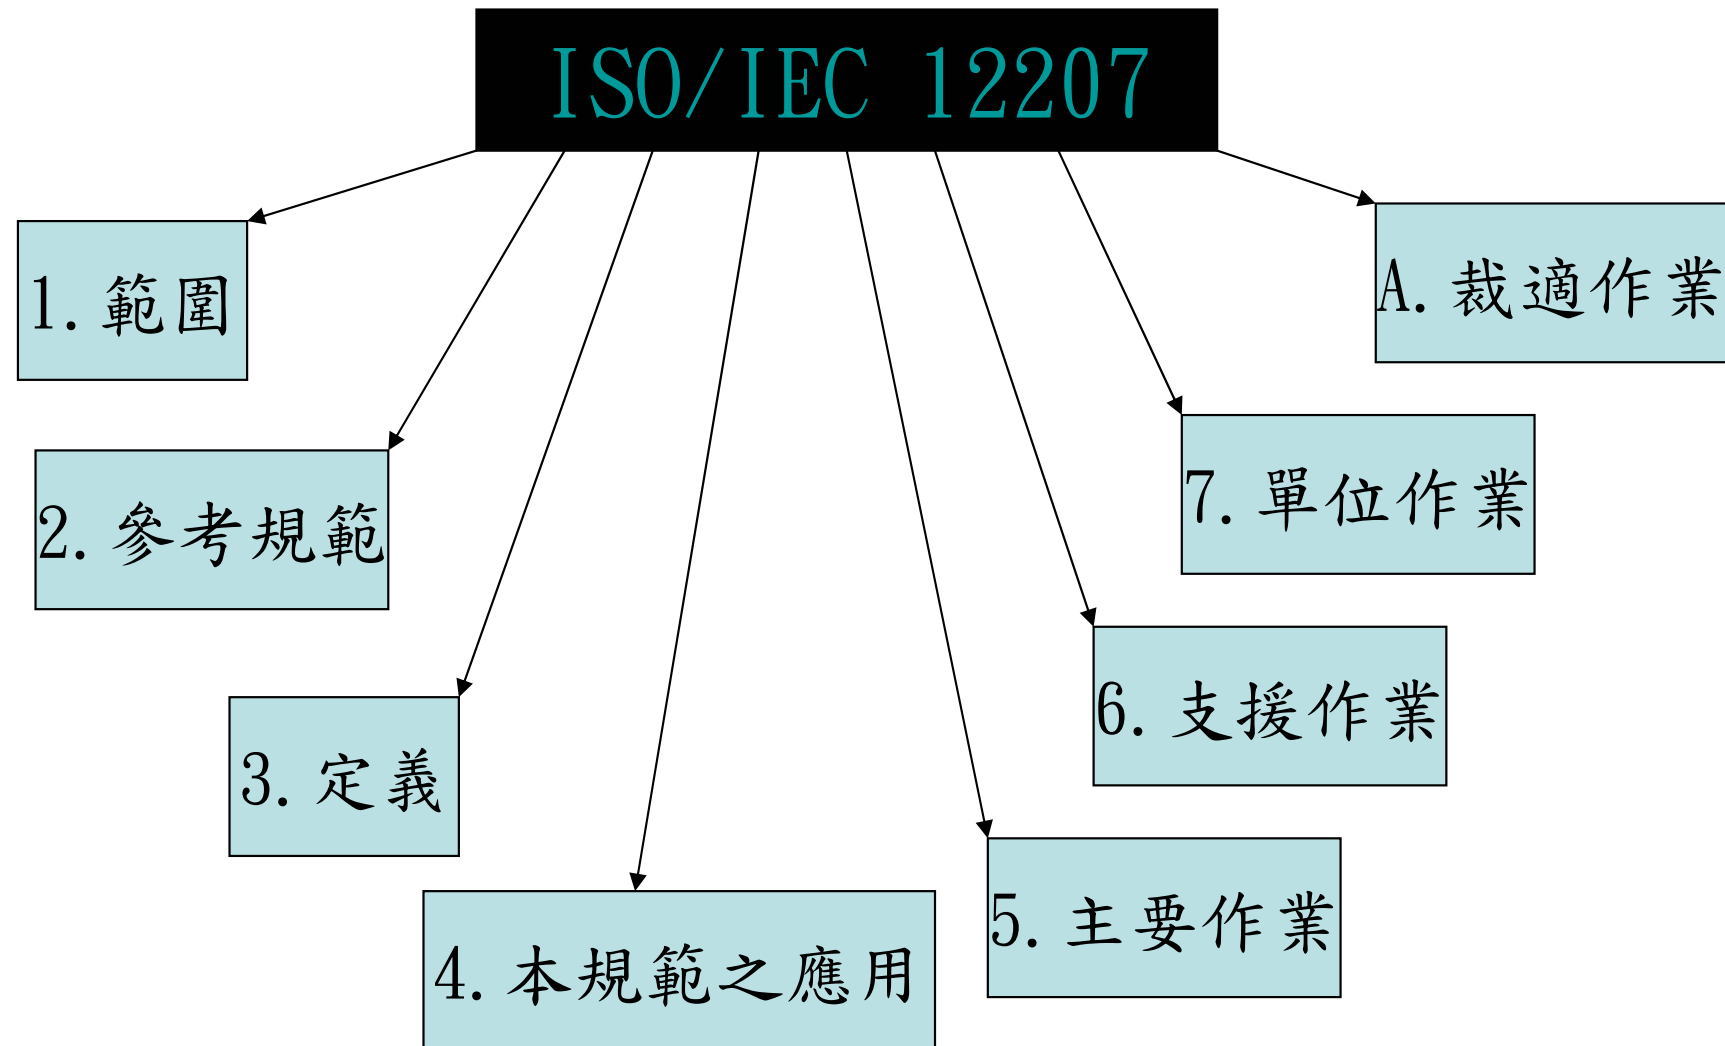 ISO/IEC 12207
1. 範圍
2. 參考規範
3. 定義
4. 本規範之應用
5. 主要作業
6. 支援作業
7. 單位作業
A. 裁適作業